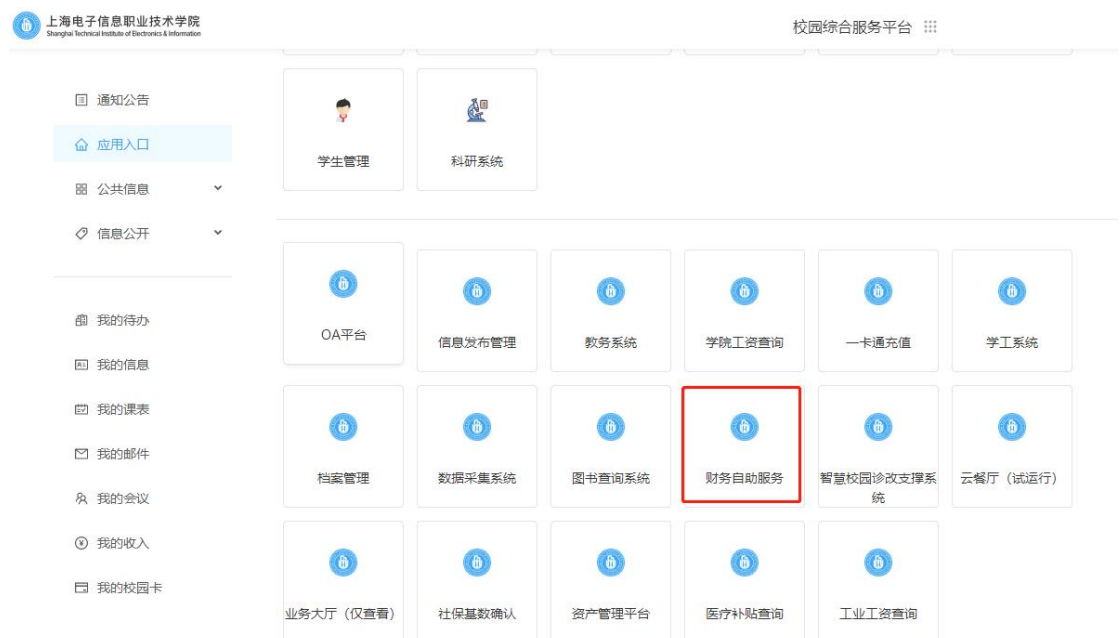 上海电子信息职业技术学院
Shanghai Technical Institute of Electronics & Information
校园综合服务平台
通知公告
应用入口
公共信息
信息公开
我的待办
我的信息
我的课表
我的邮件
我的会议
我的收入
我的校园卡
学生管理
科研系统
OA平台
信息发布管理
教务系统
学院工资查询
一卡通充值
学工系统
档案管理
数据采集系统
图书查询系统
财务自助服务
智慧校园诊改支撑系
统
云餐厅（试运行）
业务大厅（仅查看）
社保基数确认
资产管理平台
医疗补贴查询
工业工资查询